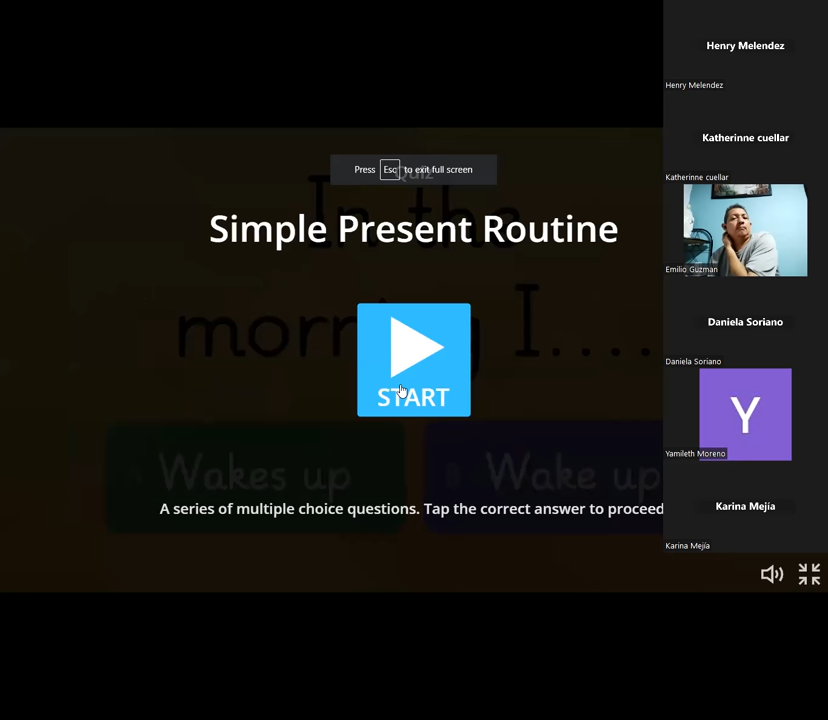 Press Esc to exit full screen
Quiz
Simple Present Routine
In the
morning I....
START
Wakes up
Wake up
A series of multiple choice questions. Tap the correct answer to proceed
Henry Melendez
Henry Melendez
Katherinne cuellar
Katherinne cuellar
Emilio Guzman
Daniela Soriano
Daniela Soriano
Y
Yamileth Moreno
Karina Mejía
Karina Mejía